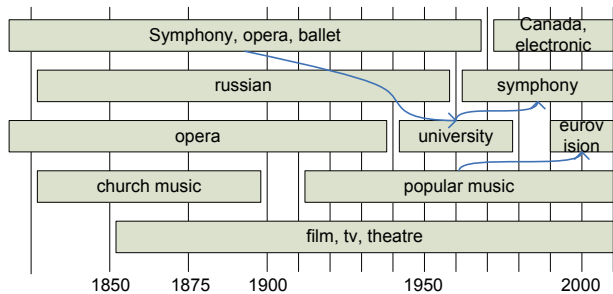 Symphony, opera, ballet
Canada,
electronic
russian
symphony
opera
university
eurov
ision
church music
popular music
film, tv, theatre
1850
1875
1900
1950
2000